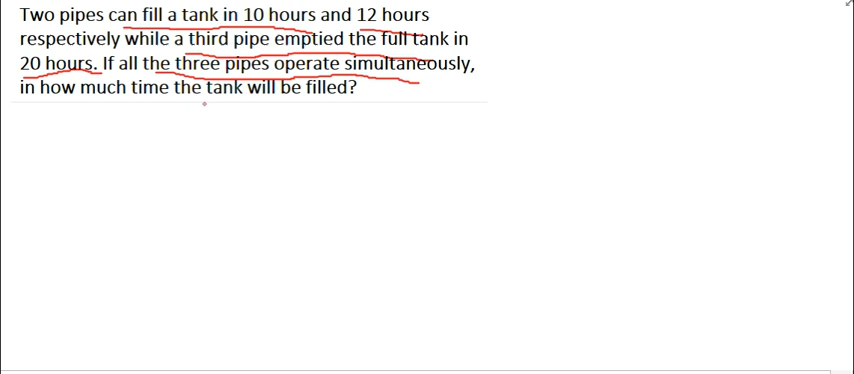 Two pipes can fill a tank in 10 hours and 12 hours
respectively while a third pipe emptied the full tank in
20 hours. If all the three pipes operate simultaneously,
in how much time the tank will be filled?